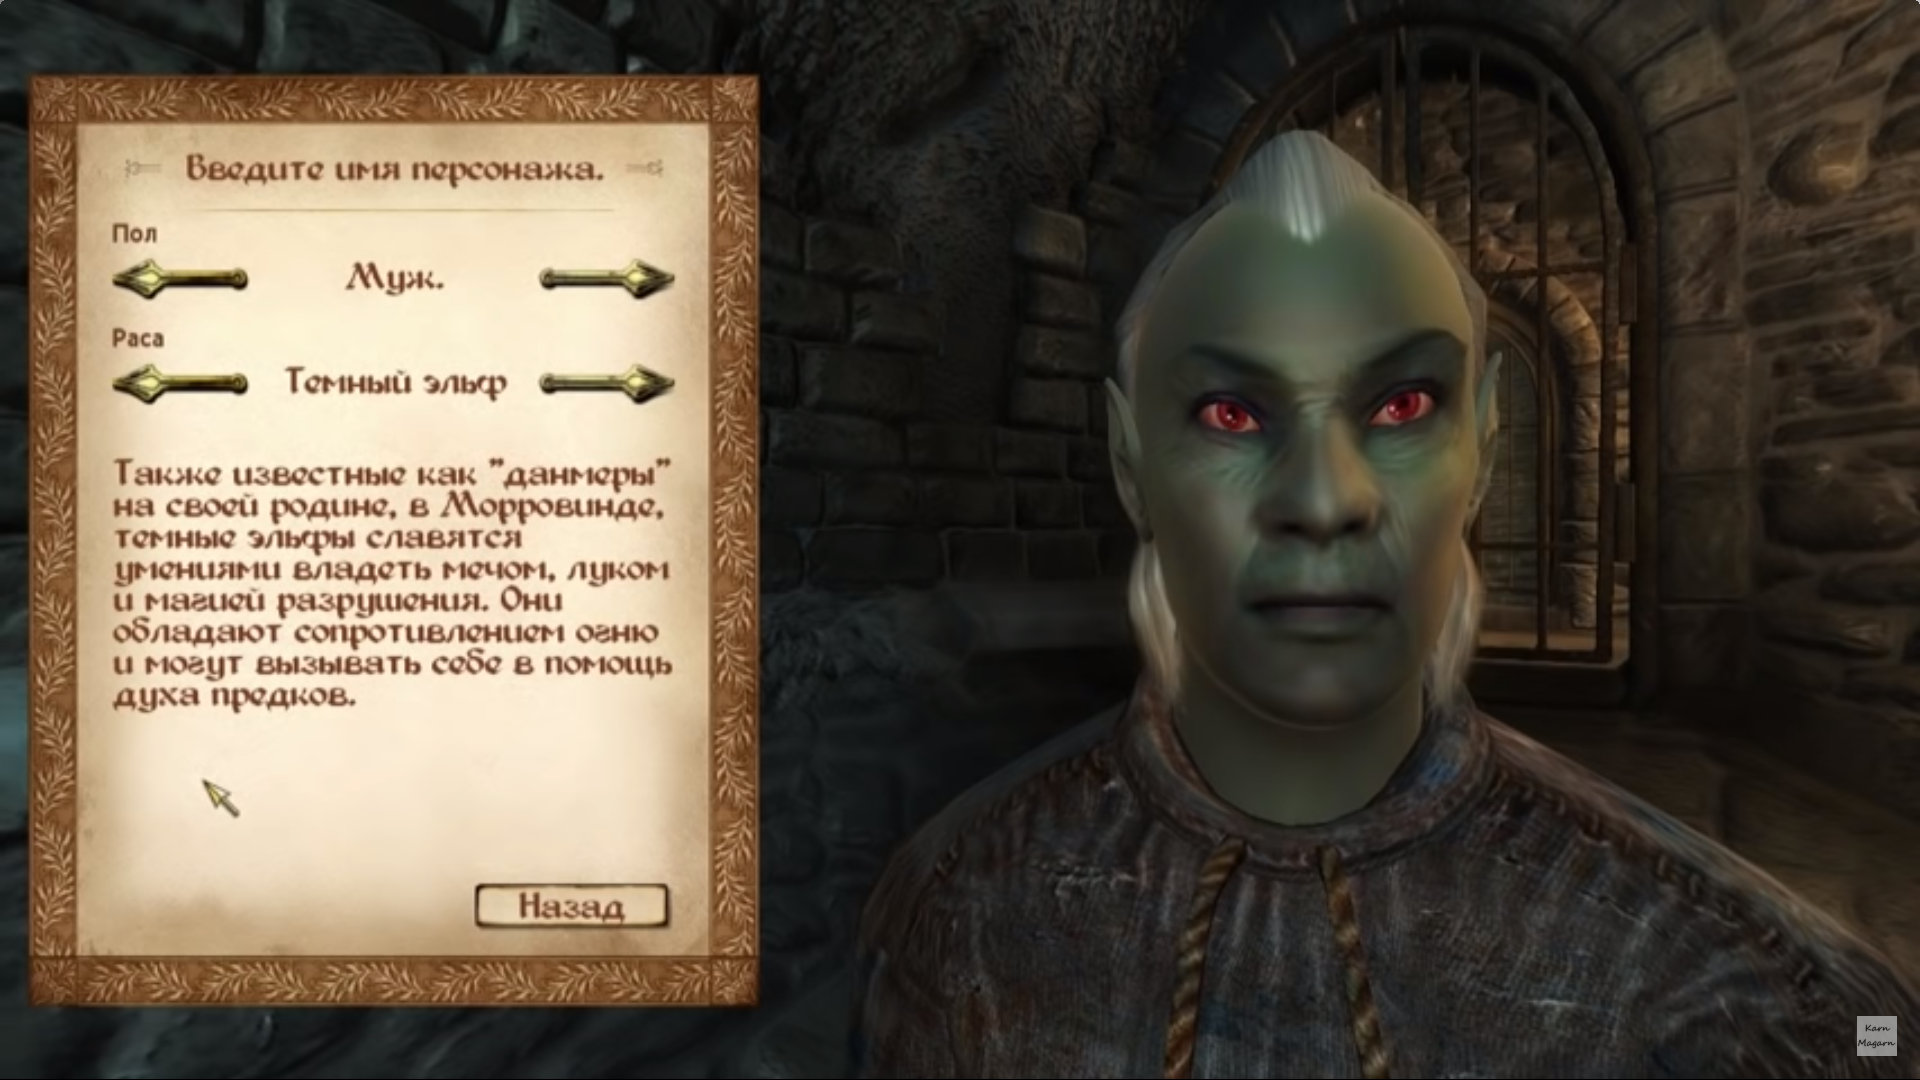 Введите имя персонажа.
Пол
Муж.
Раса
Темный эльф
Также известные как "данмеры"
на своей родине, в Морровинде,
темные эльфы славятся
умениями владеть мечом, луком
и магией разрушения. Они
обладают сопротивлением огню
и могут вызывать себе в помощь
духа предков.
Назад
Karn
Magarn